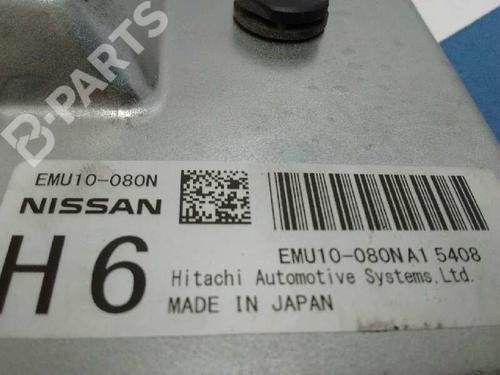 B-PARTS
EMU10-080N
NISSAN
EMU10-080NA1 5408
H6
Hitachi Automotive Systems,Ltd.
MADE IN JAPAN